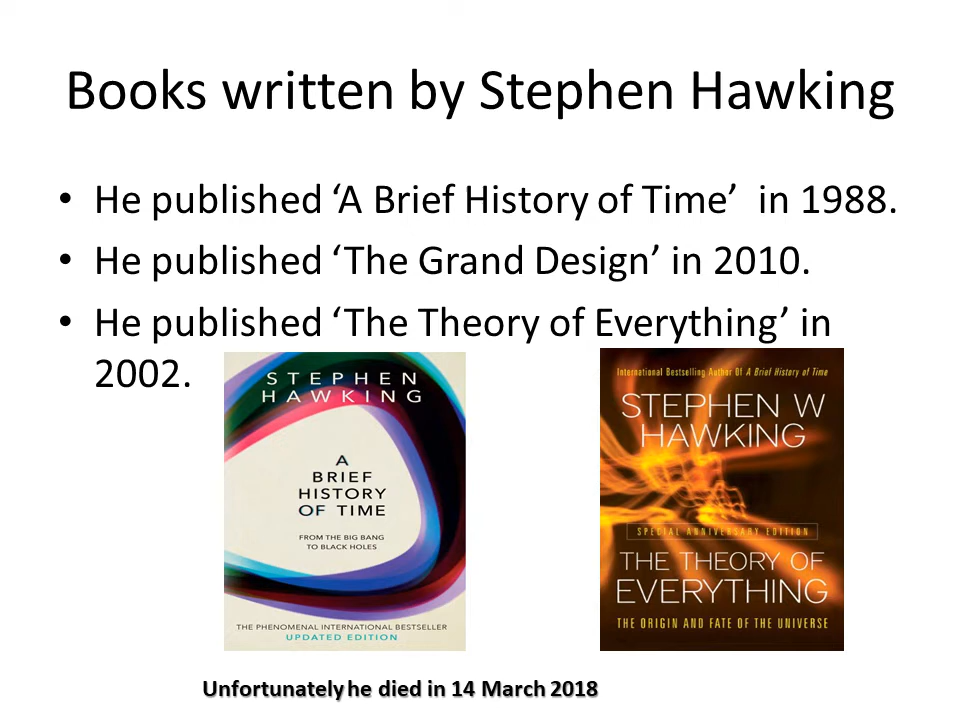 Books written by Stephen Hawking
• He published ‘A Brief History of Time’ in 1988.
• He published ‘The Grand Design’ in 2010.
• He published ‘The Theory of Everything’ in
2002.
STEPHEN
HAWKING
A
BRIEF
HISTORY
OF TIME
FROM THE BIG BANG
TO BLACK HOLES
THE PHENOMENAL INTERNATIONAL BESTSELLER
UPDATED EDITION
International Bestselling Author Of A Brief History of Time
STEPHEN W
HAWKING
SPECIAL ANNIVERSARY EDITION
THE THEORY OF
EVERYTHING
THE ORIGIN AND FATE OF THE UNIVERSE
Unfortunately he died in 14 March 2018